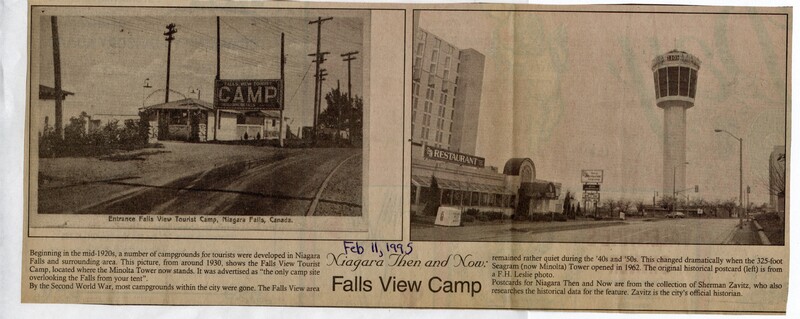 FALLS VIEW TOURIST
CAMP
Entrance Falls View Tourist Camp, Niagara Falls, Canada.
RESTAURANT
Feb 11, 1995
Beginning in the mid-1920s, a number of campgrounds for tourists were developed in Niagara
Falls and surrounding area. This picture, from around 1930, shows the Falls View Tourist
Camp, located where the Minolta Tower now stands. It was advertised as "the only camp site
overlooking the Falls from your tent".
By the Second World War, most campgrounds within the city were gone. The Falls View area
Niagara Then and Now:
Falls View Camp
remained rather quiet during the '40s and '50s. This changed dramatically when the 325-foot
Seagram (now Minolta) Tower opened in 1962. The original historical postcard (left) is from
a F.H. Leslie photo.
Postcards for Niagara Then and Now are from the collection of Sherman Zavitz, who also
researches the historical data for the feature. Zavitz is the city's official historian.